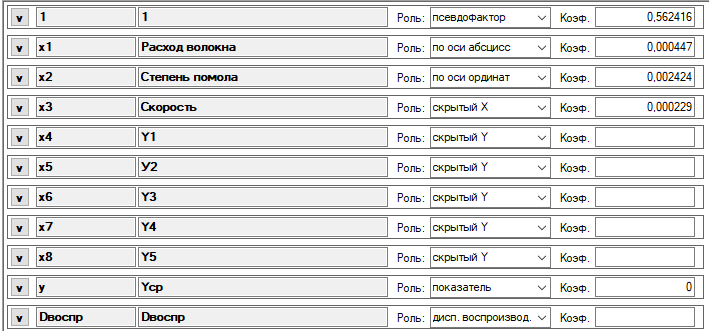 v 1 1 Роль: псевдофактор Коэф. 0,562416
v x1 Расход волокна Роль: по оси абсцисс Коэф. 0,000447
v x2 Степень помола Роль: по оси ординат Коэф. 0,002424
v x3 Скорость Роль: скрытый X Коэф. 0,000229
v x4 Y1 Роль: скрытый Y Коэф.
v x5 У2 Роль: скрытый Y Коэф.
v x6 Y3 Роль: скрытый Y Коэф.
v x7 Y4 Роль: скрытый Y Коэф.
v x8 Y5 Роль: скрытый Y Коэф.
v y Yср Роль: показатель Коэф. 0
v Dвоспр Dвоспр Роль: дисп. воспроизвод. Коэф.